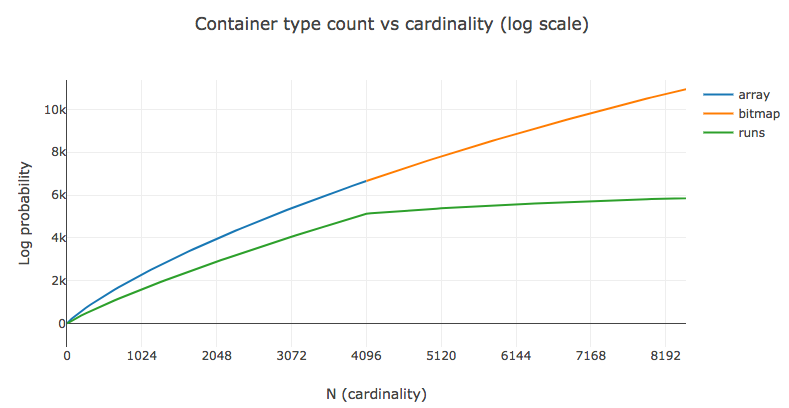 Container type count vs cardinality (log scale)
array
bitmap
runs
Log probability
10k
8k
6k
4k
2k
0
0 1024 2048 3072 4096 5120 6144 7168 8192
N (cardinality)